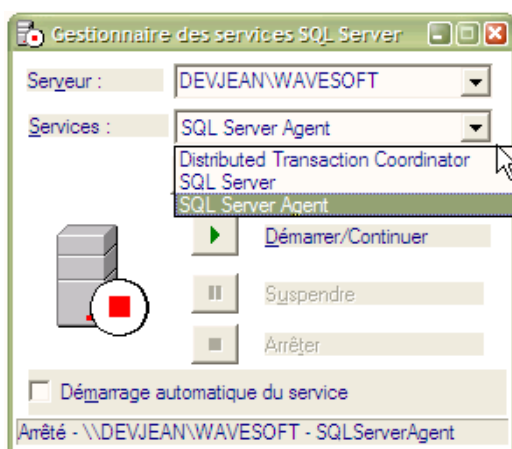 Gestionnaire des services SQL Server
Serveur :
DEVJEAN\WAVESOFT
Services :
SQL Server Agent
Distributed Transaction Coordinator
SQL Server
SQL Server Agent
Démarrer/Continuer
Suspendre
Arrêter
Démarrage automatique du service
Arrêté - \\DEVJEAN\WAVESOFT - SQLServerAgent